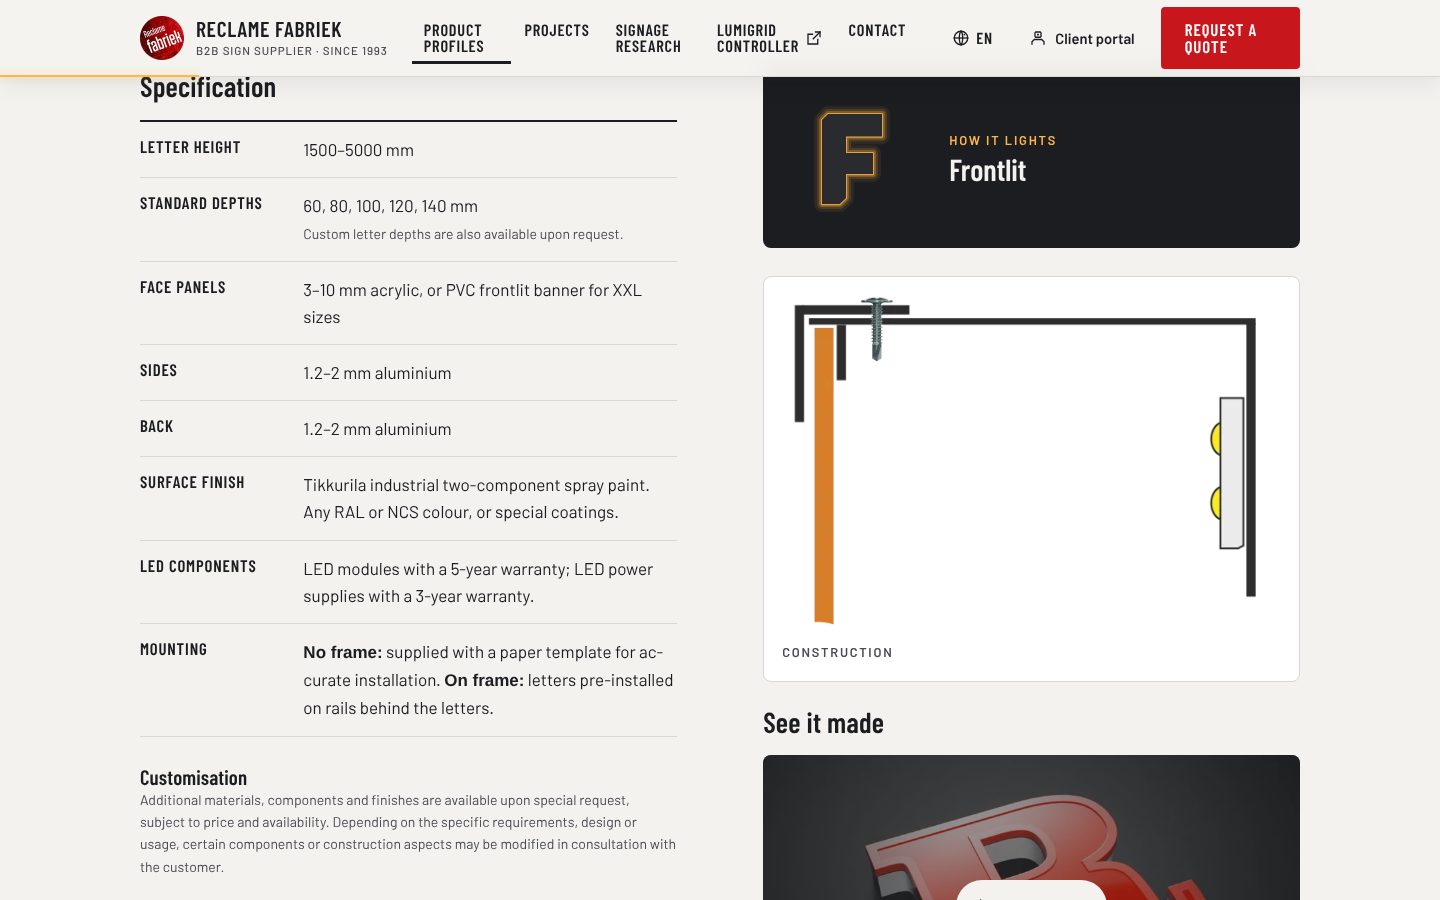 Reclame fabriek
RECLAME FABRIEK
B2B SIGN SUPPLIER · SINCE 1993
PRODUCT
PROFILES
PROJECTS
SIGNAGE
RESEARCH
LUMIGRID
CONTROLLER
CONTACT
EN
Client portal
REQUEST A
QUOTE
Specification
LETTER HEIGHT
1500–5000 mm
STANDARD DEPTHS
60, 80, 100, 120, 140 mm
Custom letter depths are also available upon request.
FACE PANELS
3–10 mm acrylic, or PVC frontlit banner for XXL
sizes
SIDES
1.2–2 mm aluminium
BACK
1.2–2 mm aluminium
SURFACE FINISH
Tikkurila industrial two-component spray paint.
Any RAL or NCS colour, or special coatings.
LED COMPONENTS
LED modules with a 5-year warranty; LED power
supplies with a 3-year warranty.
MOUNTING
No frame: supplied with a paper template for ac-
curate installation. On frame: letters pre-installed
on rails behind the letters.
Customisation
Additional materials, components and finishes are available upon special request,
subject to price and availability. Depending on the specific requirements, design or
usage, certain components or construction aspects may be modified in consultation with
the customer.
F
HOW IT LIGHTS
Frontlit
CONSTRUCTION
See it made
R